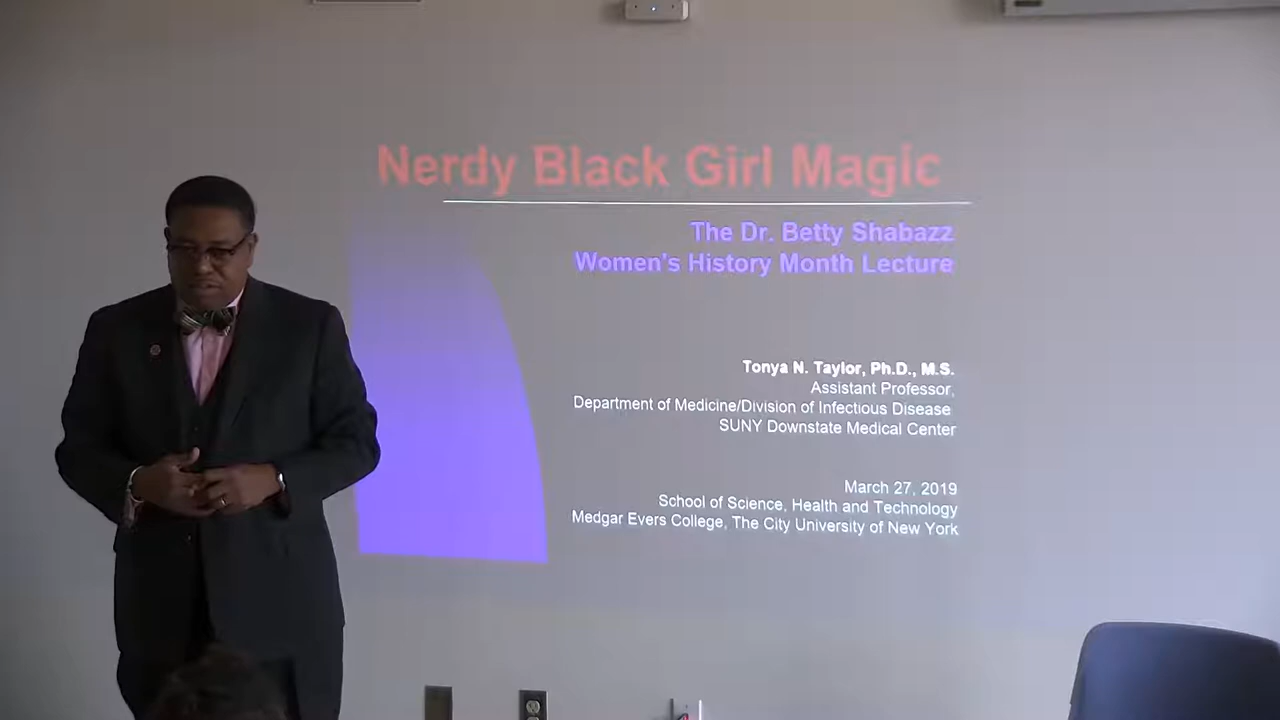 Nerdy Black Girl Magic
The Dr. Betty Shabazz
Women's History Month Lecture
Tonya N. Taylor, Ph.D., M.S.
Assistant Professor,
Department of Medicine/Division of Infectious Disease
SUNY Downstate Medical Center
March 27, 2019
School of Science, Health and Technology
Medgar Evers College, The City University of New York